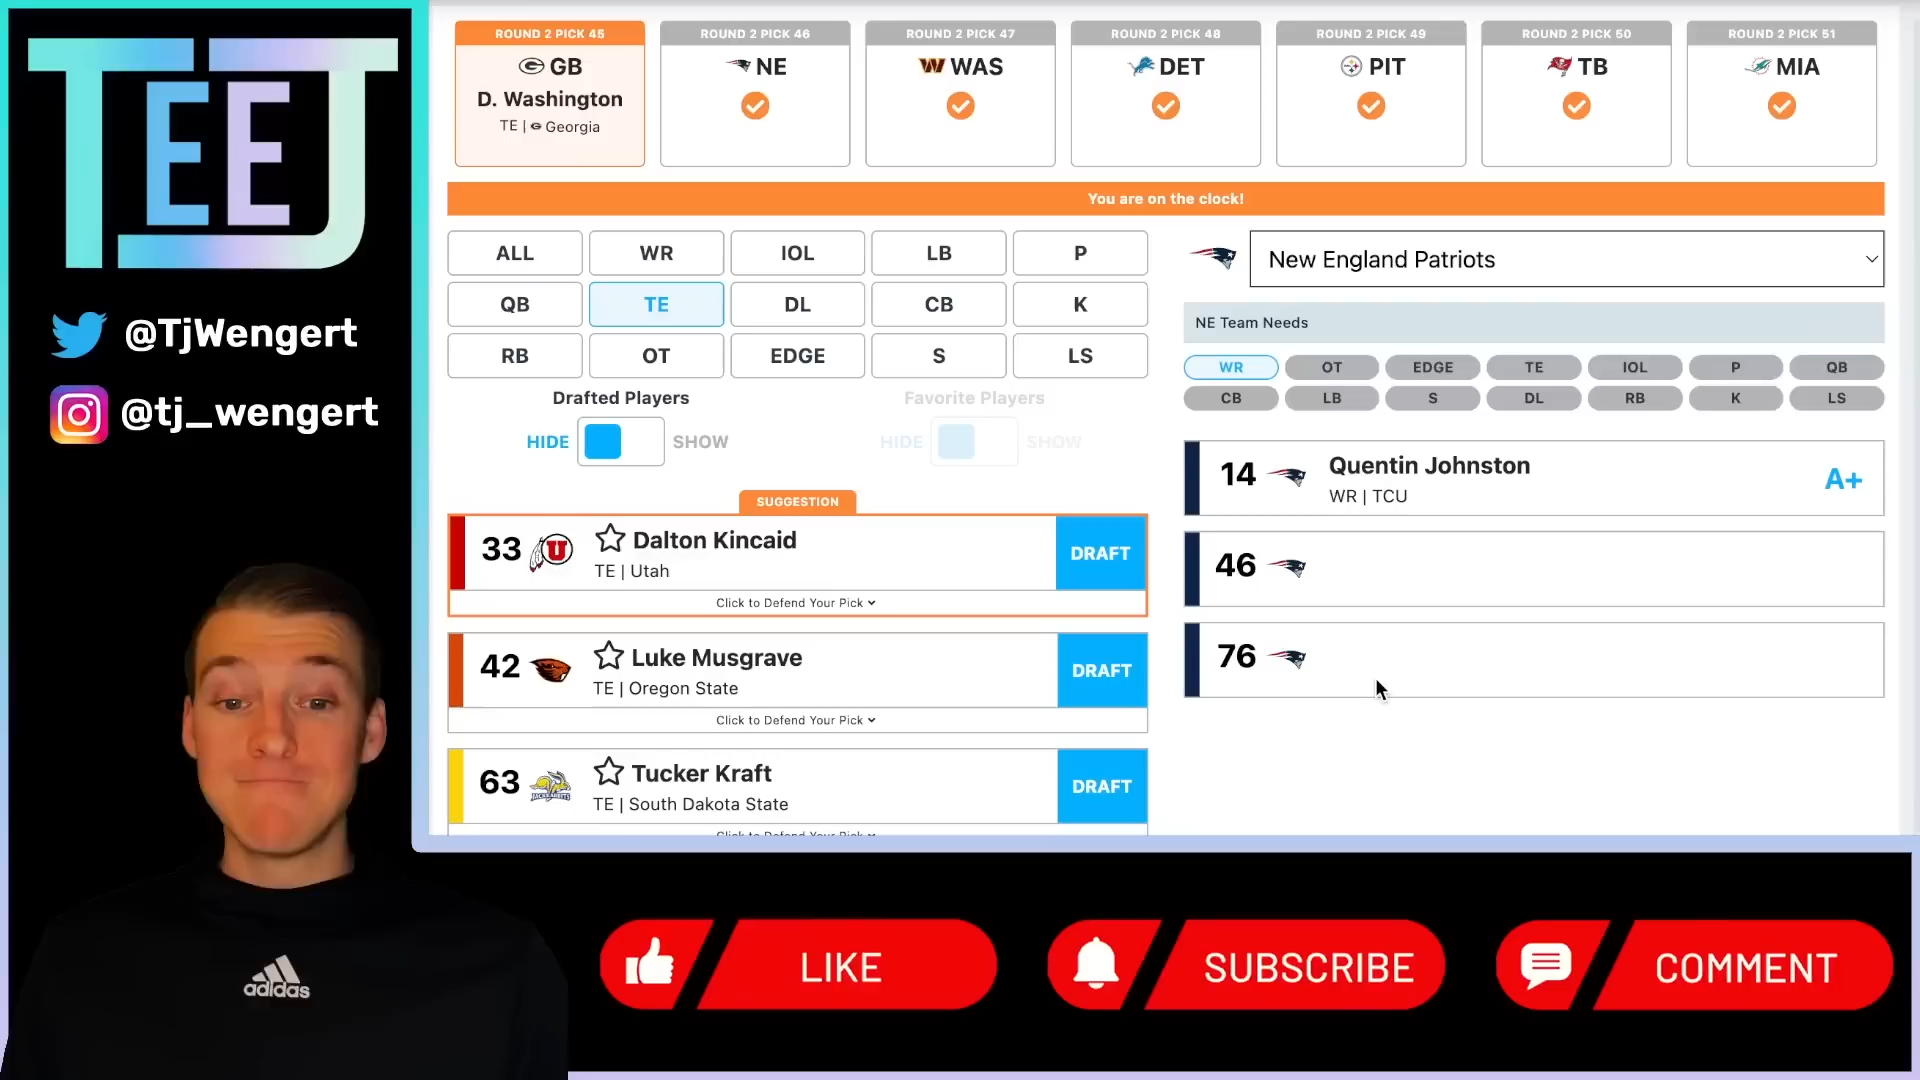 TEEJ
@TjWengert
@tj_wengert
adidas
ROUND 2 PICK 45
GB
D. Washington
TE | Georgia
ROUND 2 PICK 46
NE
ROUND 2 PICK 47
WAS
ROUND 2 PICK 48
DET
ROUND 2 PICK 49
PIT
ROUND 2 PICK 50
TB
ROUND 2 PICK 51
MIA
You are on the clock!
ALL
WR
IOL
LB
P
QB
TE
DL
CB
K
RB
OT
EDGE
S
LS
Drafted Players
HIDE
SHOW
Favorite Players
HIDE
SHOW
SUGGESTION
33
Dalton Kincaid
TE | Utah
DRAFT
Click to Defend Your Pick
42
Luke Musgrave
TE | Oregon State
DRAFT
Click to Defend Your Pick
63
Tucker Kraft
TE | South Dakota State
DRAFT
Click to Defend Your Pick
New England Patriots
NE Team Needs
WR
OT
EDGE
TE
IOL
P
QB
CB
LB
S
DL
RB
K
LS
14
Quentin Johnston
WR | TCU
A+
46
76
LIKE
SUBSCRIBE
COMMENT